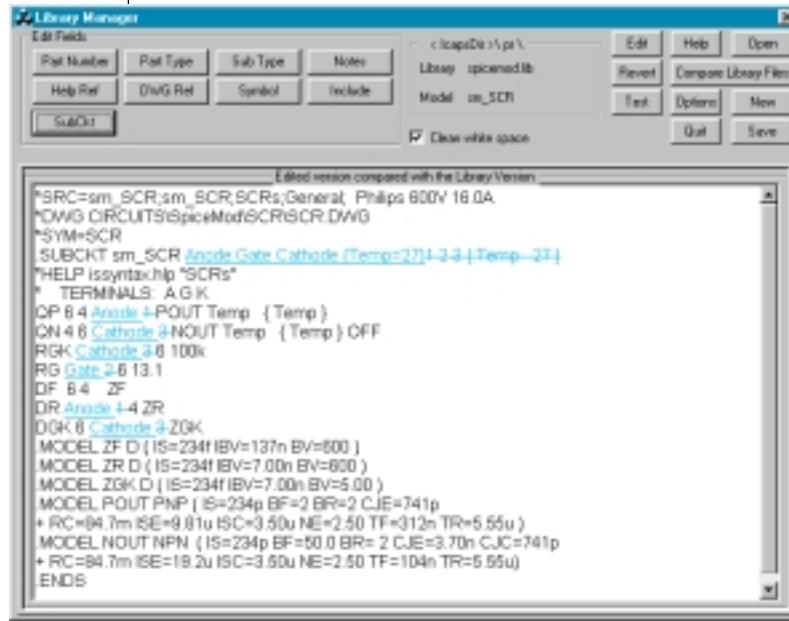 Library Manager
Edit Fields
Part Number Part Type Sub Type Notes
Help Ref DWG Ref Symbol Include
SubCkt
< IcapsDir >\ pr \
Library spicemod.lib
Model sm_SCR
Clean white space
Edit Help Open
Revert Compare Library Files
Test Options New
Quit Save
Edited version compared with the Library Version
*SRC=sm_SCR;sm_SCR;SCRs;General; Philips 600V 16.0A
*DWG CIRCUITS\SpiceMod\SCR\SCR.DWG
*SYM=SCR
.SUBCKT sm_SCR Anode Gate Cathode {Temp=27}1 2 3 { Temp 27 }
*HELP issyntax.hlp "SCRs"
* TERMINALS: A G K
QP 6 4 Anode 1 POUT Temp { Temp }
QN 4 6 Cathode 3 NOUT Temp { Temp } OFF
RGK Cathode 3 6 100k
RG Gate 2 6 13.1
DF 6 4 ZF
DR Anode 1 4 ZR
DGK 6 Cathode 3 ZGK
.MODEL ZF D ( IS=234f IBV=137n BV=600 )
.MODEL ZR D ( IS=234f IBV=7.00n BV=600 )
.MODEL ZGK D ( IS=234f IBV=7.00n BV=5.00 )
.MODEL POUT PNP ( IS=234p BF=2 BR=2 CJE=741p
+ RC=84.7m ISE=9.81u ISC=3.50u NE=2.50 TF=312n TR=5.55u )
.MODEL NOUT NPN ( IS=234p BF=50.0 BR= 2 CJE=3.70n CJC=741p
+ RC=84.7m ISE=19.2u ISC=3.50u NE=2.50 TF=104n TR=5.55u)
.ENDS